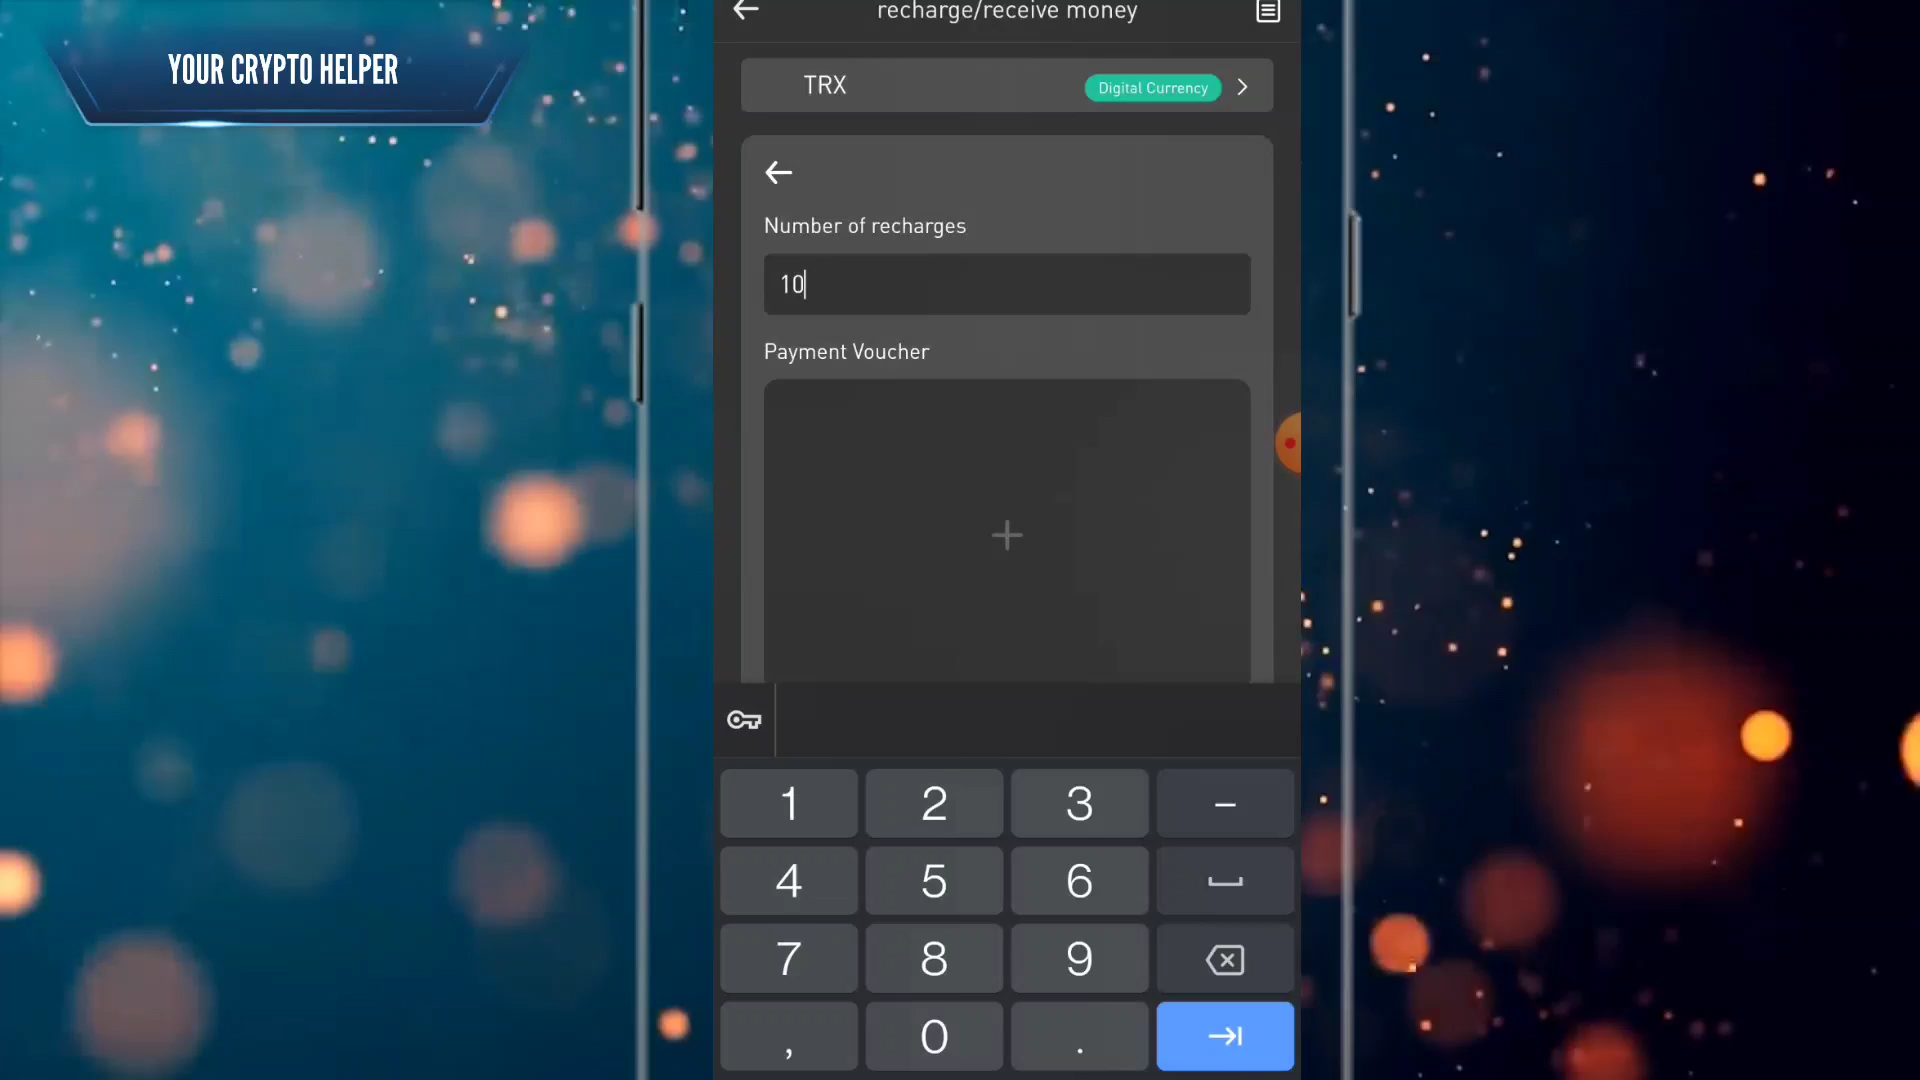 YOUR CRYPTO HELPER
recharge/receive money
TRX
Digital Currency
Number of recharges
10
Payment Voucher
1 2 3 -
4 5 6
7 8 9
, 0 .